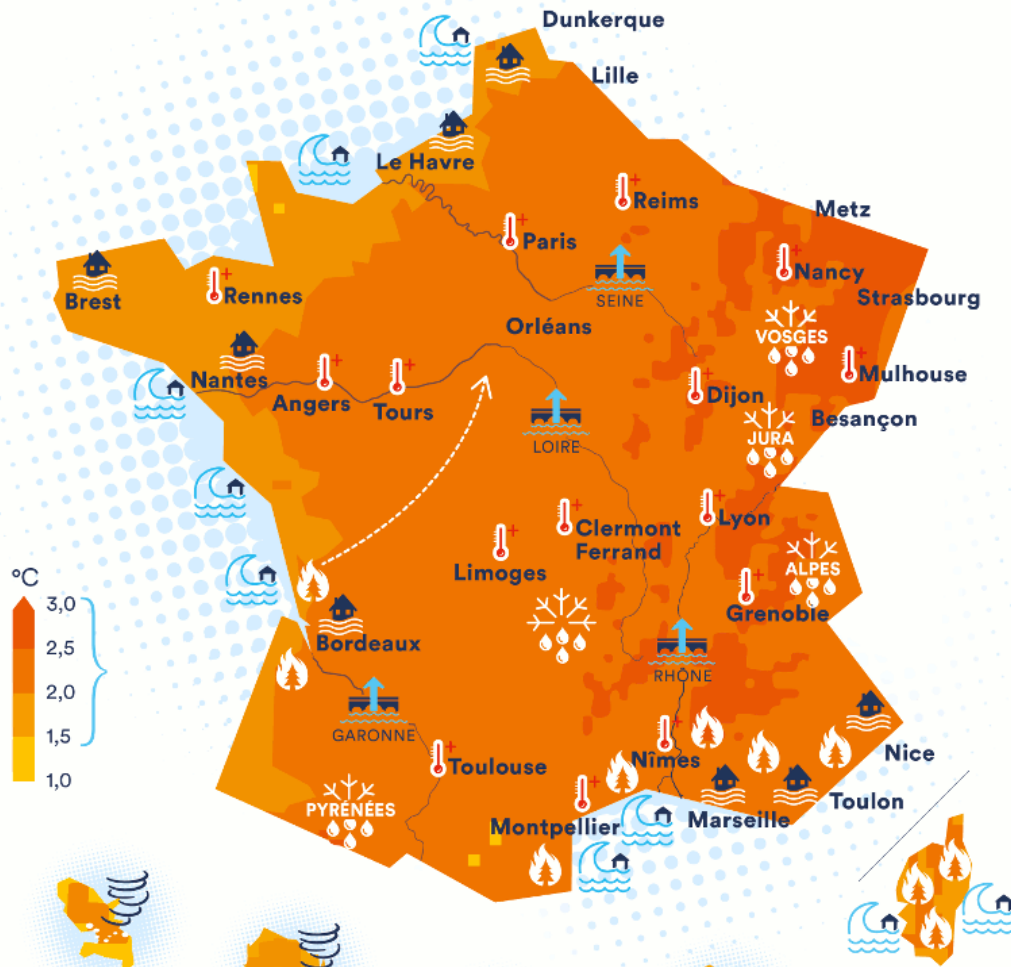 Dunkerque
Lille
Le Havre
Reims
Metz
Paris
Nancy
Brest
Rennes
SEINE
Strasbourg
Orléans
VOSGES
Nantes
Mulhouse
Angers
Tours
Dijon
Besançon
LOIRE
JURA
Lyon
Clermont
Ferrand
Limoges
ALPES
°C
3,0
2,5
2,0
1,5
1,0
Grenoble
Bordeaux
RHÔNE
GARONNE
Nîmes
Nice
Toulouse
PYRÉNÉES
Toulon
Montpellier
Marseille